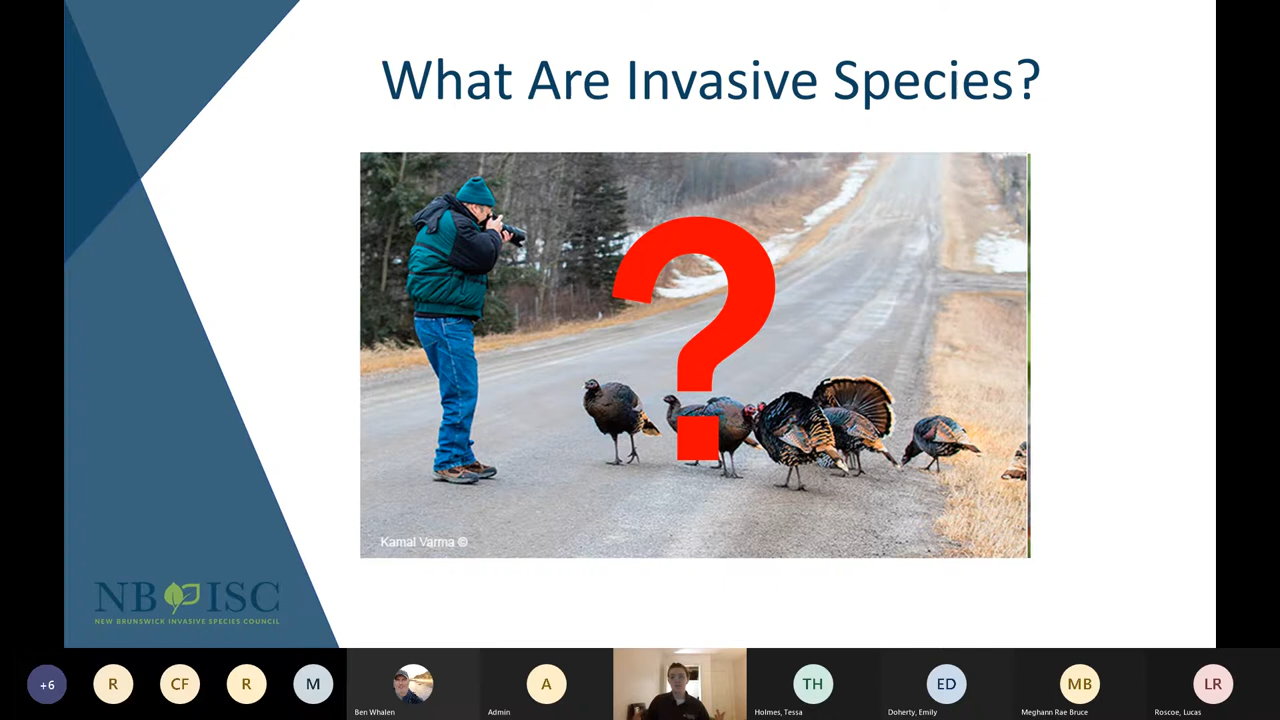 What Are Invasive Species?
?
Kamal Varma ©
NB ISC
NEW BRUNSWICK INVASIVE SPECIES COUNCIL
+6
R
CF
R
M
Ben Whalen
A
Admin
TH
Holmes, Tessa
ED
Doherty, Emily
MB
Meghann Rae Bruce
LR
Roscoe, Lucas